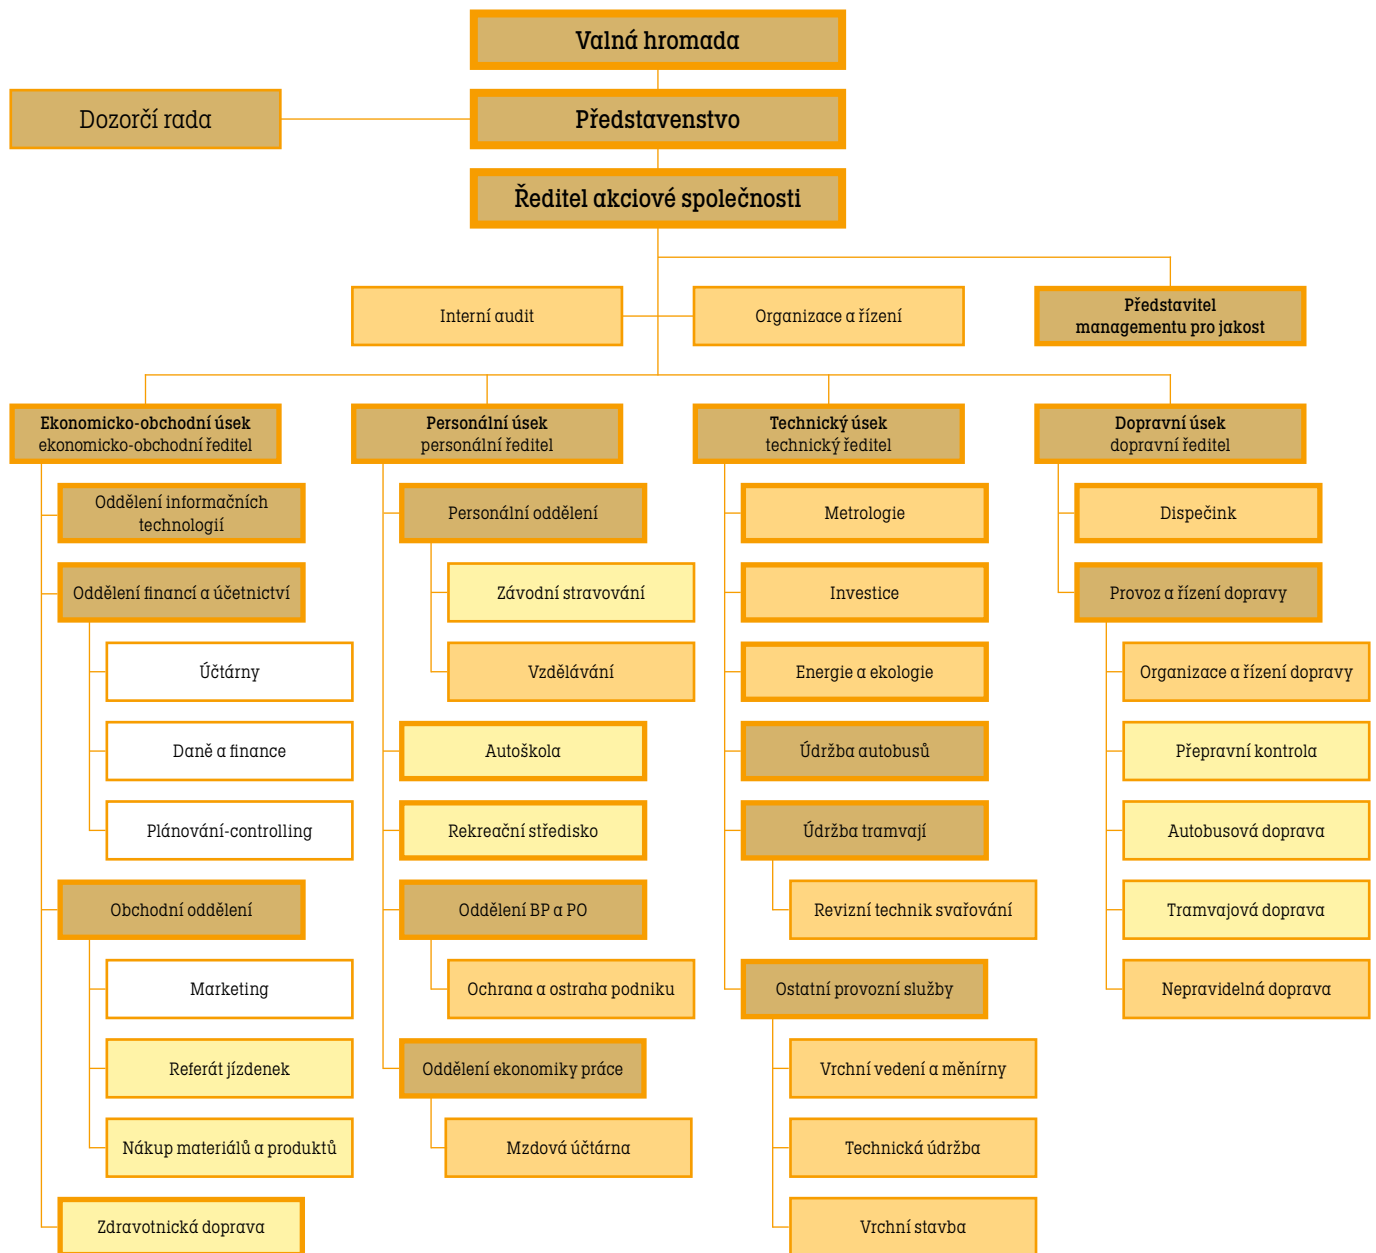 Valná hromada
Dozorčí rada
Představenstvo
Ředitel akciové společnosti
Interní audit
Organizace a řízení
Představitel
managementu pro jakost
Ekonomicko-obchodní úsek
ekonomicko-obchodní ředitel
Oddělení informačních
technologií
Oddělení financí a účetnictví
Účtárny
Daně a finance
Plánování-controlling
Obchodní oddělení
Marketing
Referát jízdenek
Nákup materiálů a produktů
Zdravotnická doprava
Personální úsek
personální ředitel
Personální oddělení
Závodní stravování
Vzdělávání
Autoškola
Rekreační středisko
Oddělení BP a PO
Ochrana a ostraha podniku
Oddělení ekonomiky práce
Mzdová účtárna
Technický úsek
technický ředitel
Metrologie
Investice
Energie a ekologie
Údržba autobusů
Údržba tramvají
Revizní technik svařování
Ostatní provozní služby
Vrchní vedení a měnírny
Technická údržba
Vrchní stavba
Dopravní úsek
dopravní ředitel
Dispečink
Provoz a řízení dopravy
Organizace a řízení dopravy
Přepravní kontrola
Autobusová doprava
Tramvajová doprava
Nepravidelná doprava